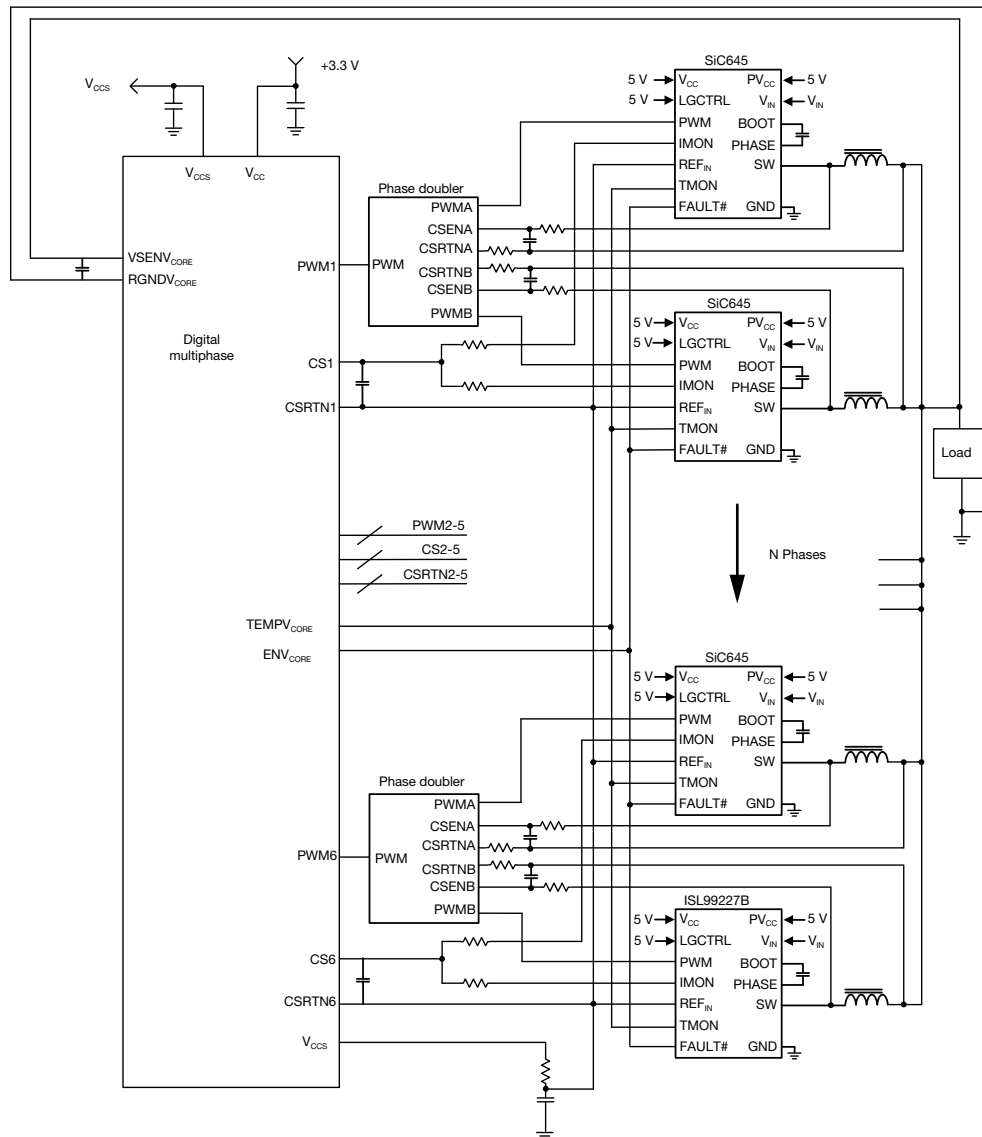 +3.3 V
VCCS
VCCS
VCC
VSENVCORE
RGNDVCORE
Digital
multiphase
PWM1
CS1
CSRTN1
PWM2-5
CS2-5
CSRTN2-5
TEMPVCORE
ENVCORE
PWM6
CS6
CSRTN6
VCCS
Phase doubler
PWMA
CSENA
CSRTNA
PWM
CSRTNB
CSENB
PWMB
SiC645
5 V
VCC
PVCC
5 V
5 V
LGCTRL
VIN
VIN
PWM
BOOT
IMON
PHASE
REFIN
SW
TMON
FAULT#
GND
SiC645
5 V
VCC
PVCC
5 V
5 V
LGCTRL
VIN
VIN
PWM
BOOT
IMON
PHASE
REFIN
SW
TMON
FAULT#
GND
Load
N Phases
Phase doubler
PWMA
CSENA
CSRTNA
PWM
CSRTNB
CSENB
PWMB
SiC645
5 V
VCC
PVCC
5 V
5 V
LGCTRL
VIN
VIN
PWM
BOOT
IMON
PHASE
REFIN
SW
TMON
FAULT#
GND
ISL99227B
5 V
VCC
PVCC
5 V
5 V
LGCTRL
VIN
VIN
PWM
BOOT
IMON
PHASE
REFIN
SW
TMON
FAULT#
GND